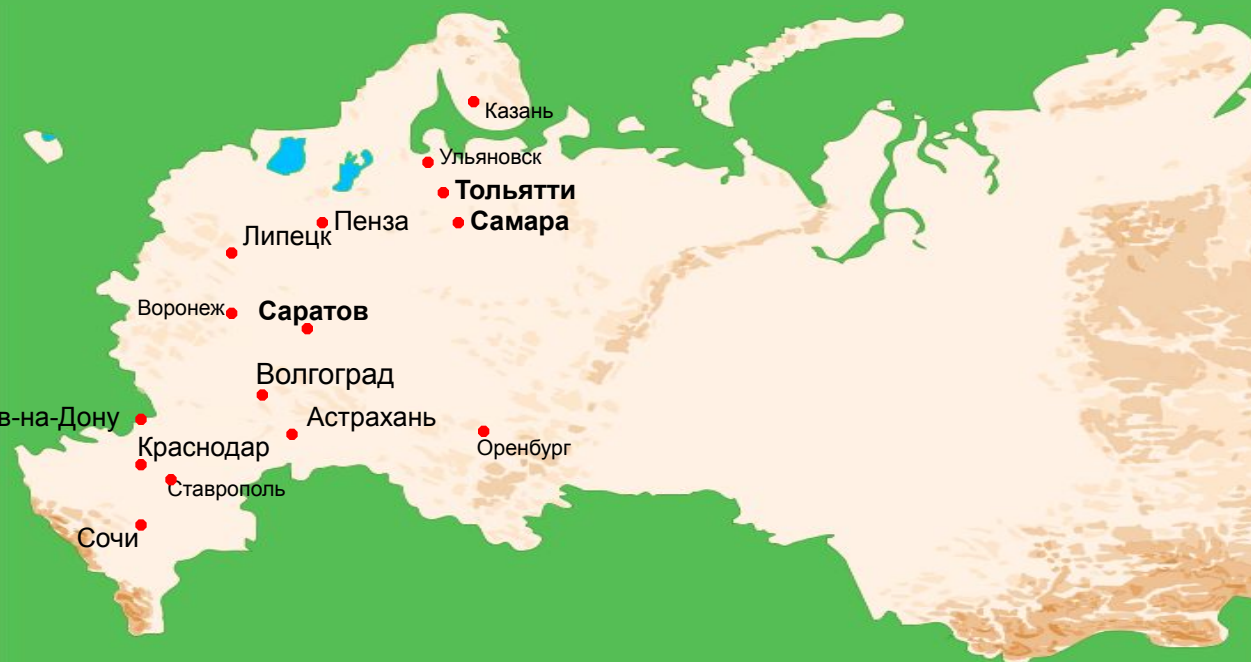 Казань
Ульяновск
Тольятти
Пенза
Самара
Липецк
Воронеж
Саратов
Волгоград
в-на-Дону
Астрахань
Краснодар
Оренбург
Ставрополь
Сочи